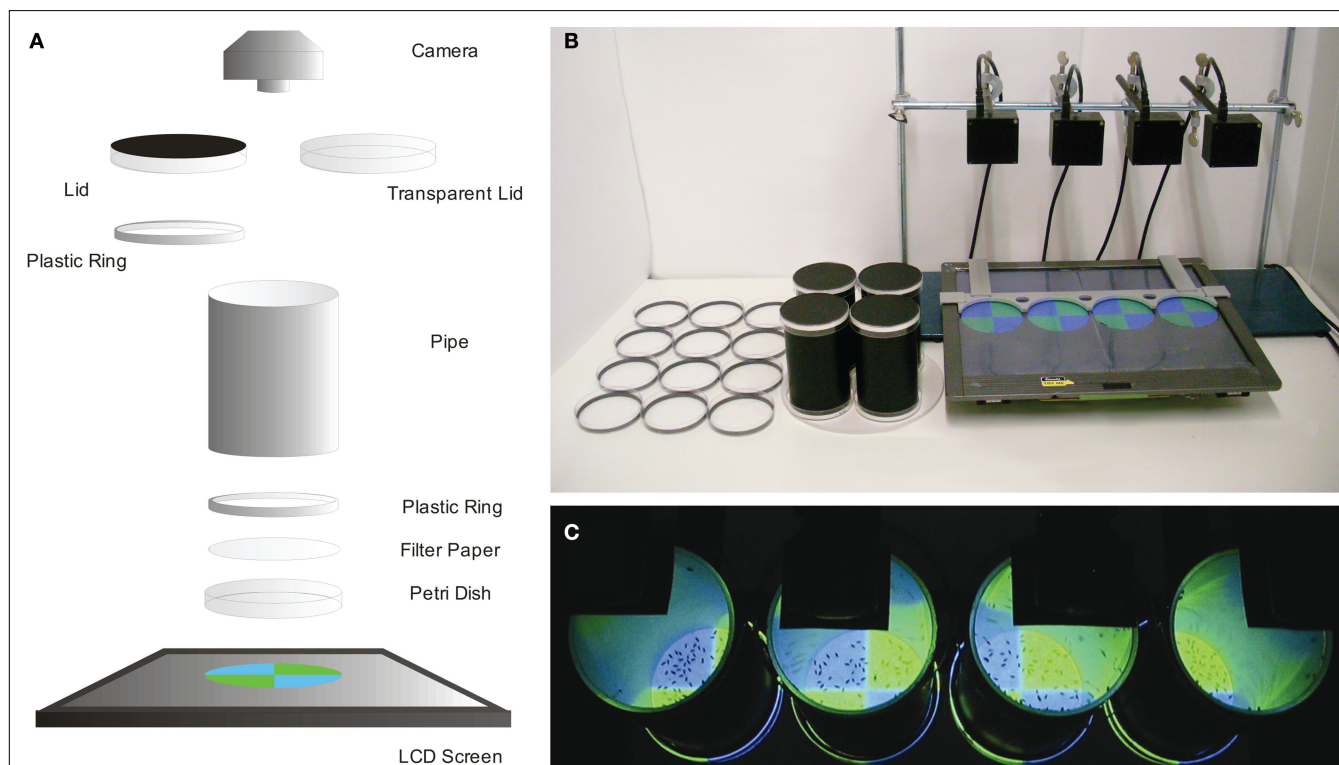 A
Camera
Lid
Transparent Lid
Plastic Ring
Pipe
Plastic Ring
Filter Paper
Petri Dish
LCD Screen
B
C